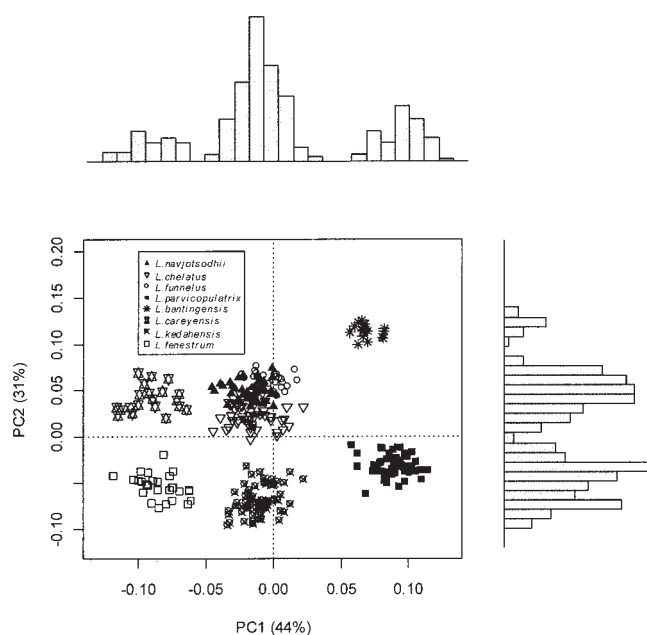 L.navjotsodhii
L.chelatus
L.funnelus
L.parvicopulatrix
L.bantingensis
L.careyensis
L.kedahensis
L.fenestrum
0.20
0.15
0.10
0.05
0.00
-0.10
PC2 (31%)
-0.10
-0.05
0.00
0.05
0.10
PC1 (44%)